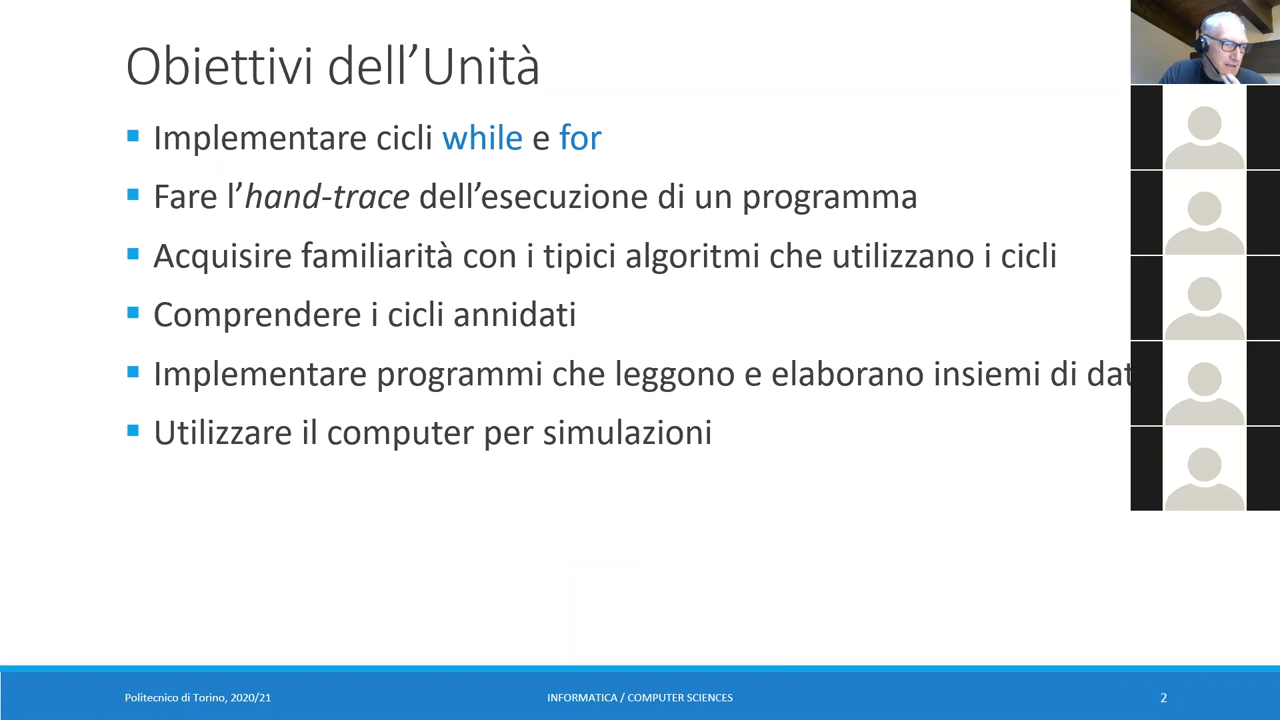 Obiettivi dell’Unità
Implementare cicli while e for
Fare l’hand-trace dell’esecuzione di un programma
Acquisire familiarità con i tipici algoritmi che utilizzano i cicli
Comprendere i cicli annidati
Implementare programmi che leggono e elaborano insiemi di dat
Utilizzare il computer per simulazioni
Politecnico di Torino, 2020/21
INFORMATICA / COMPUTER SCIENCES
2